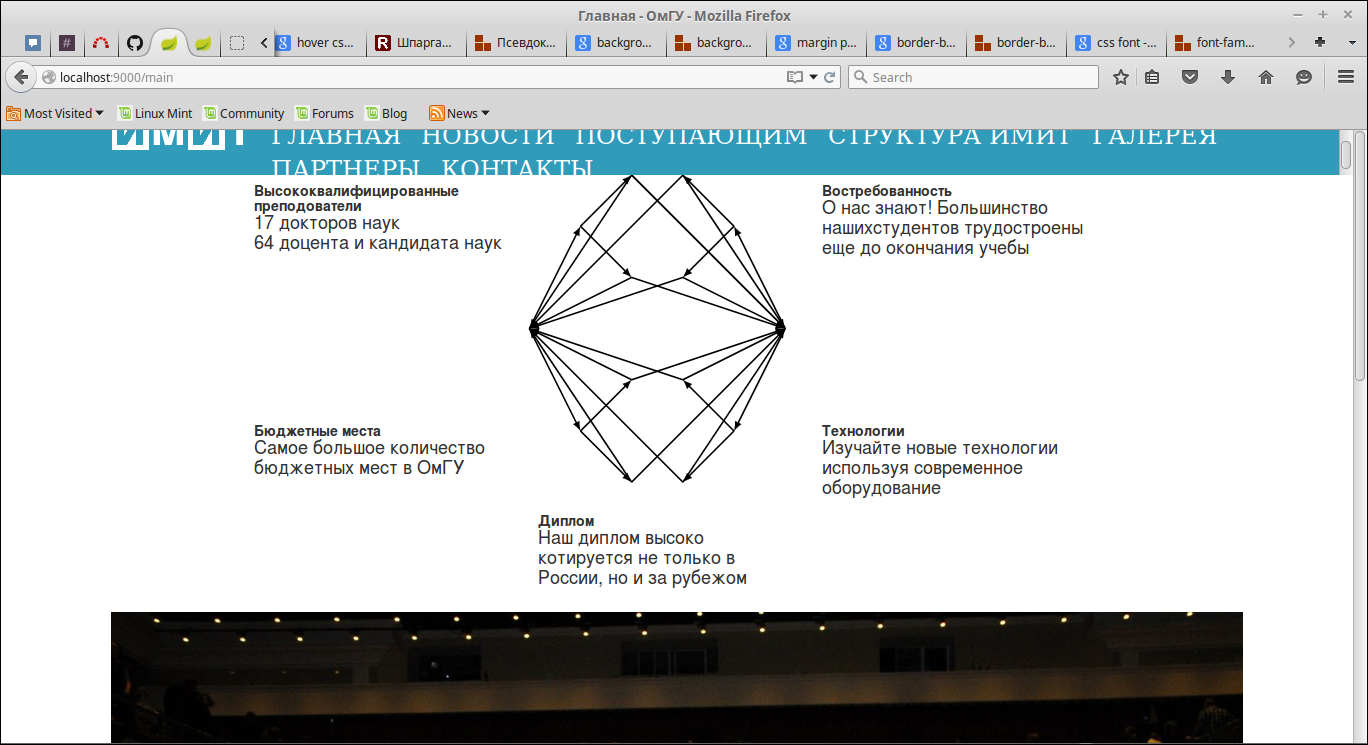 Главная - ОмГУ - Mozilla Firefox
# hover cs... R Шпарга... Псевдок... g backgro... backgro... g margin p... g border-b... border-b... g css font -... font-fam...
localhost:9000/main Search
Most Visited Linux Mint Community Forums Blog News
ИМИТ ГЛАВНАЯ НОВОСТИ ПОСТУПАЮЩИМ СТРУКТУРА ИМИТ ГАЛЕРЕЯ
ПАРТНЕРЫ КОНТАКТЫ
Высококвалифицированные
преподователи
17 докторов наук
64 доцента и кандидата наук
Востребованность
О нас знают! Большинство
нашихстудентов трудостроены
еще до окончания учебы
Бюджетные места
Самое большое количество
бюджетных мест в ОмГУ
Технологии
Изучайте новые технологии
используя современное
оборудование
Диплом
Наш диплом высоко
котируется не только в
России, но и за рубежом